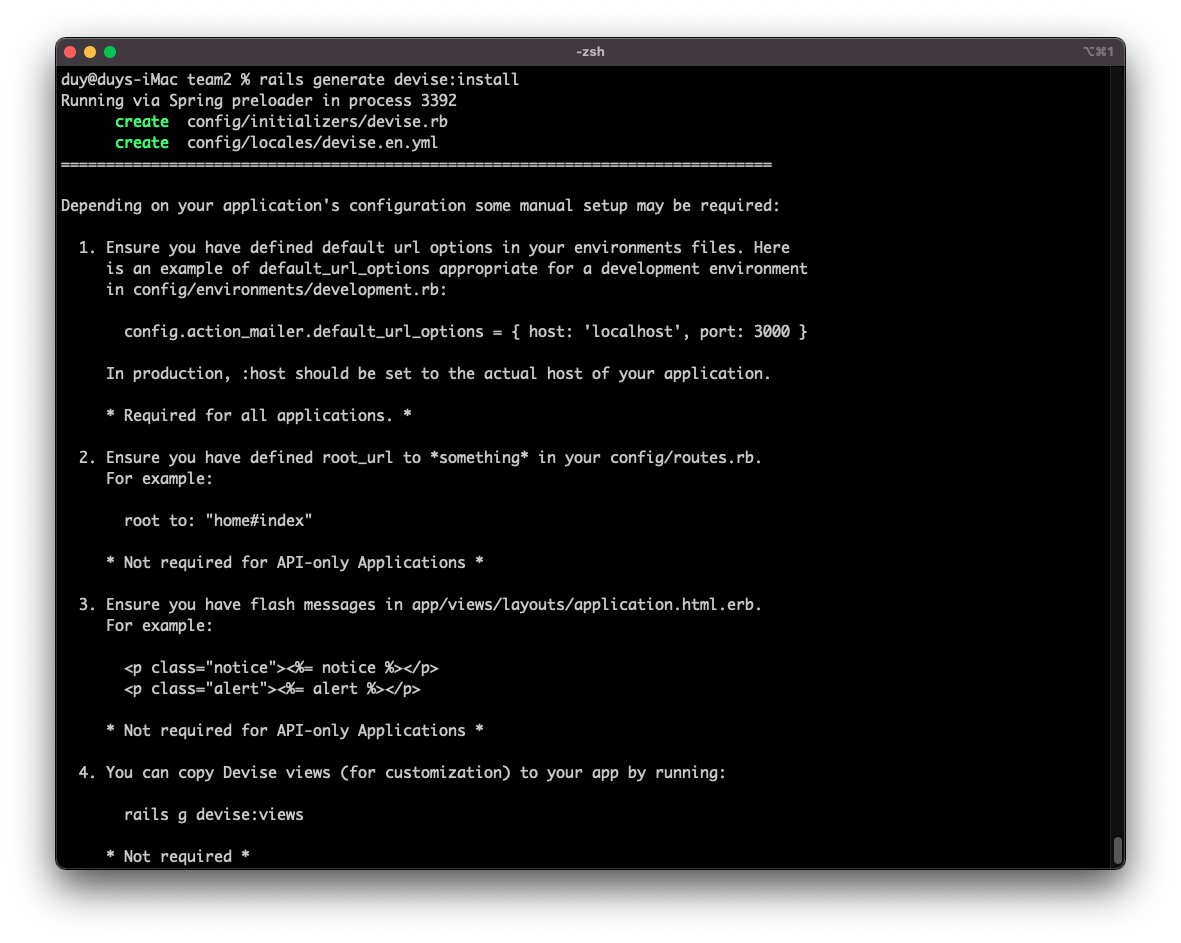 -zsh
⌥⌘1
duy@duys-iMac team2 % rails generate devise:install
Running via Spring preloader in process 3392
create config/initializers/devise.rb
create config/locales/devise.en.yml
===============================================================================
Depending on your application's configuration some manual setup may be required:
1. Ensure you have defined default url options in your environments files. Here
is an example of default_url_options appropriate for a development environment
in config/environments/development.rb:
config.action_mailer.default_url_options = { host: 'localhost', port: 3000 }
In production, :host should be set to the actual host of your application.
* Required for all applications. *
2. Ensure you have defined root_url to *something* in your config/routes.rb.
For example:
root to: "home#index"
* Not required for API-only Applications *
3. Ensure you have flash messages in app/views/layouts/application.html.erb.
For example:
<p class="notice"><%= notice %></p>
<p class="alert"><%= alert %></p>
* Not required for API-only Applications *
4. You can copy Devise views (for customization) to your app by running:
rails g devise:views
* Not required *